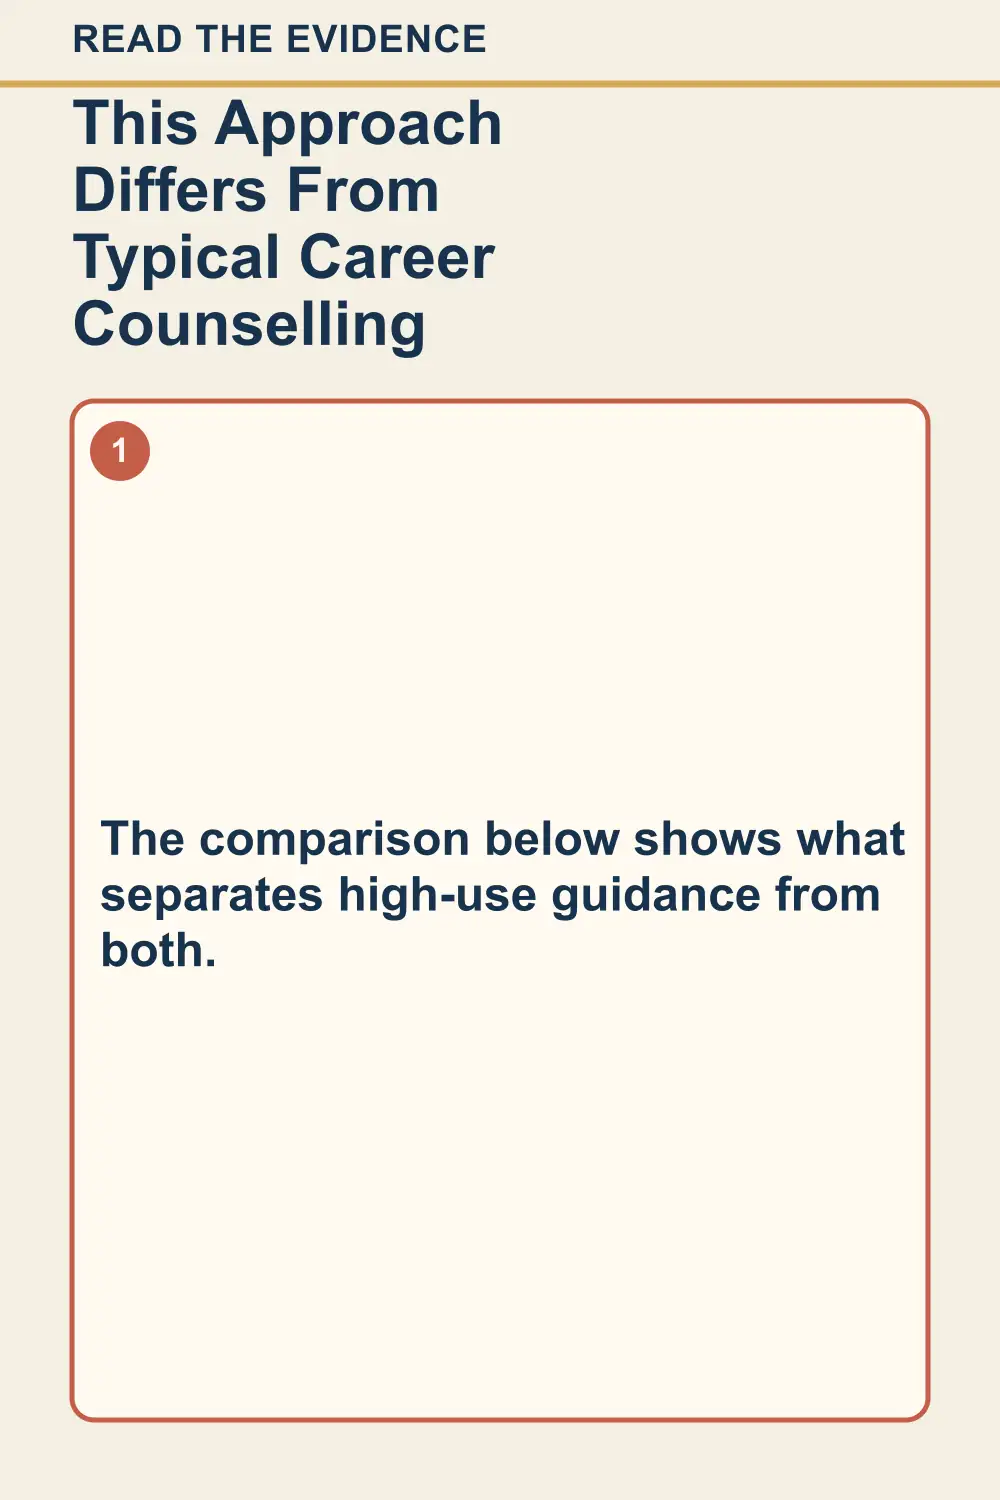 READ THE EVIDENCE
This Approach
Differs From
Typical Career
Counselling
1
The comparison below shows what
separates high-use guidance from
both.